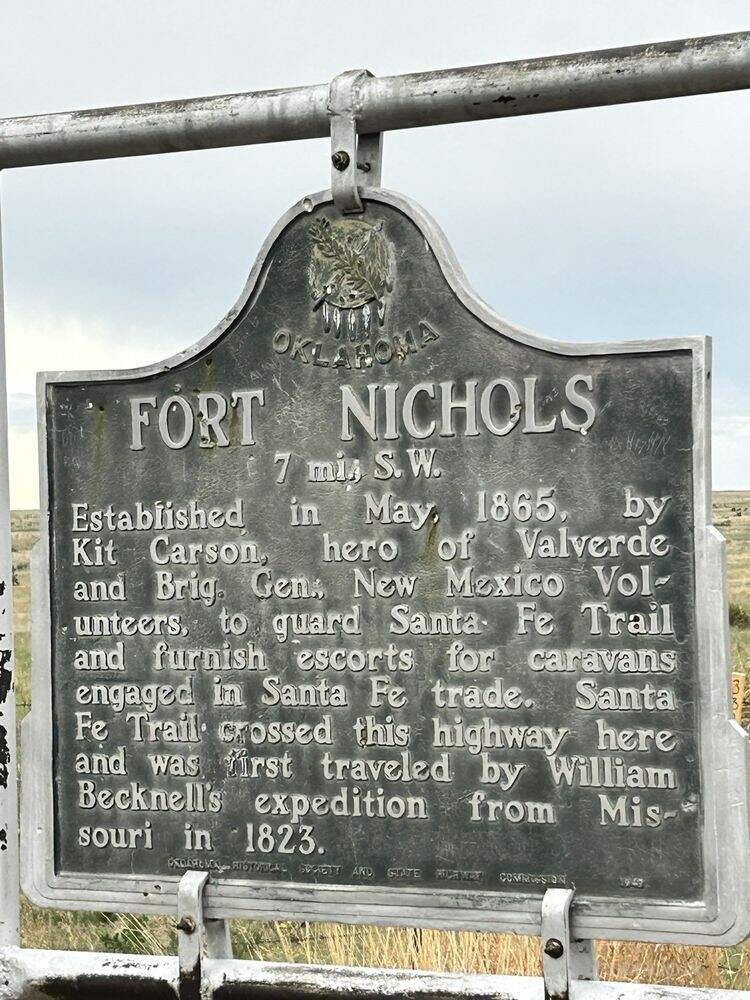 OKLAHOMA
FORT NICHOLS
7 mi., S.W.
Established in May, 1865, by
Kit Carson, hero of Valverde
and Brig. Gen., New Mexico Vol-
unteers, to guard Santa Fe Trail
and furnish escorts for caravans
engaged in Santa Fe trade. Santa
Fe Trail crossed this highway here
and was first traveled by William
Becknell's expedition from Mis-
souri in 1823.
OKLAHOMA HISTORICAL SOCIETY AND STATE HIGHWAY COMMISSION